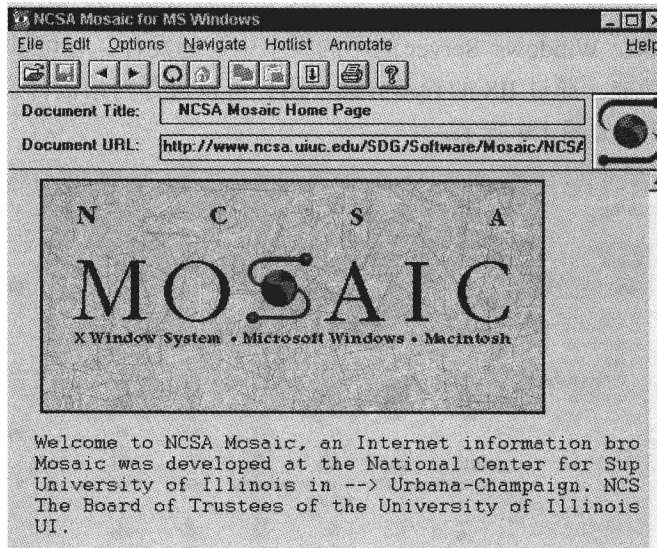 NCSA Mosaic for MS Windows
File Edit Options Navigate Hotlist Annotate Help
Document Title: NCSA Mosaic Home Page
Document URL: http://www.ncsa.uiuc.edu/SDG/Software/Mosaic/NCSA
N C S A
MOSAIC
X Window System • Microsoft Windows • Macintosh
Welcome to NCSA Mosaic, an Internet information bro
Mosaic was developed at the National Center for Sup
University of Illinois in --> Urbana-Champaign. NCS
The Board of Trustees of the University of Illinois
UI.